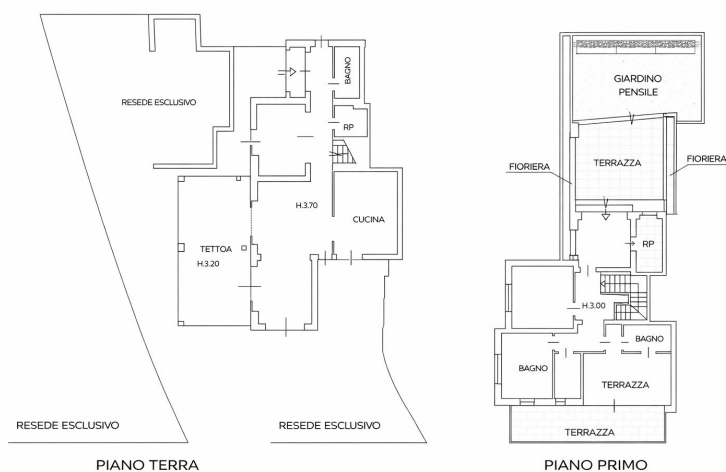 RESEDE ESCLUSIVO
BAGNO
RP
H.3.70
CUCINA
TETTOA
H.3.20
RESEDE ESCLUSIVO
RESEDE ESCLUSIVO
PIANO TERRA
GIARDINO
PENSILE
FIORIERA
TERRAZZA
FIORIERA
RP
H.3.00
BAGNO
BAGNO
TERRAZZA
TERRAZZA
PIANO PRIMO